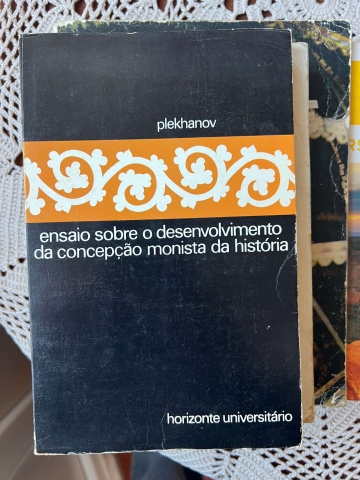 plekhanov
ensaio sobre o desenvolvimento
da concepção monista da história
horizonte universitário